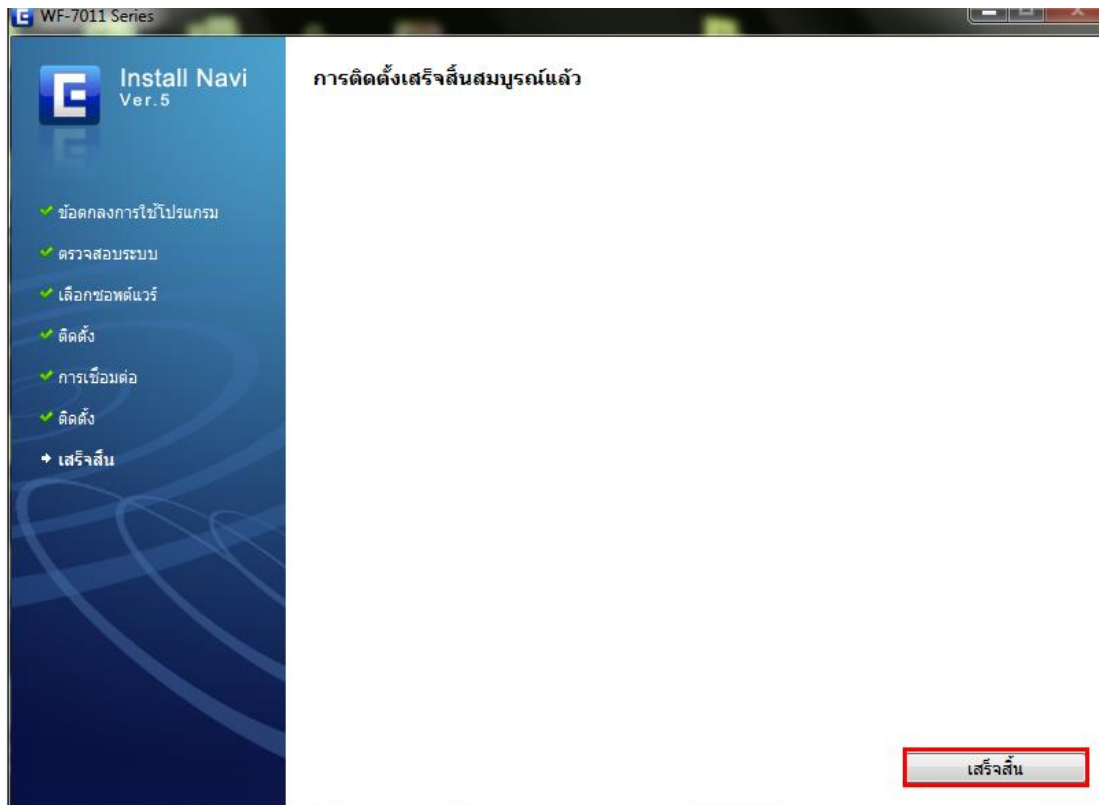 WF-7011 Series
Install Navi
Ver.5
การติดตั้งเสร็จสิ้นสมบูรณ์แล้ว
ข้อตกลงการใช้โปรแกรม
ตรวจสอบระบบ
เลือกซอฟต์แวร์
ติดตั้ง
การเชื่อมต่อ
ติดตั้ง
เสร็จสิ้น
เสร็จสิ้น